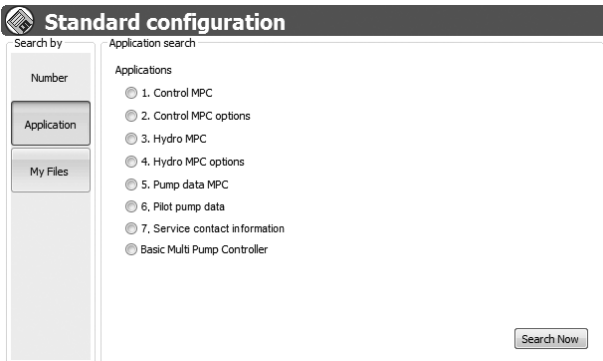 Standard configuration
Search by
Application search
Number
Application
My Files
Applications
1. Control MPC
2. Control MPC options
3. Hydro MPC
4. Hydro MPC options
5. Pump data MPC
6, Pilot pump data
7, Service contact information
Basic Multi Pump Controller
Search Now